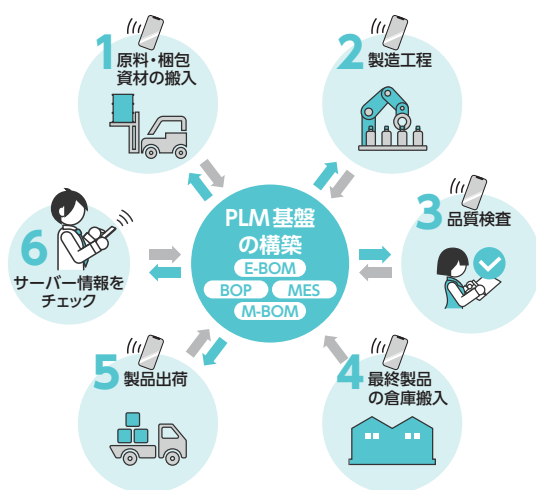 1
原料・梱包
資材の搬入
2
製造工程
3
品質検査
PLM基盤
の構築
E-BOM
BOP
MES
M-BOM
6
サーバー情報を
チェック
5
製品出荷
4
最終製品
の倉庫搬入